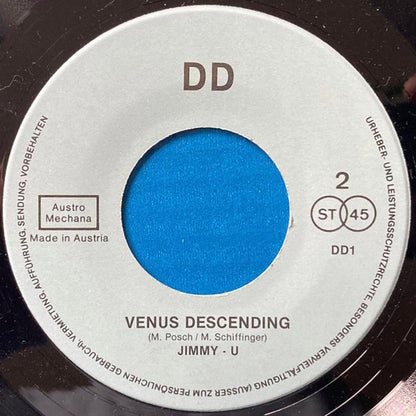 DD
Austro
Mechana
Made in Austria
2
ST 45
DD1
VENUS DESCENDING
(M. Posch / M. Schiffinger)
JIMMY - U
URHEBER- UND LEISTUNGSSCHUTZRECHTE, BESONDERS VERVIELFÄLTIGUNG (AUSSER ZUM PERSÖNLICHEN GEBRAUCH), VERMIETUNG, AUFFÜHRUNG, SENDUNG, VORBEHALTEN